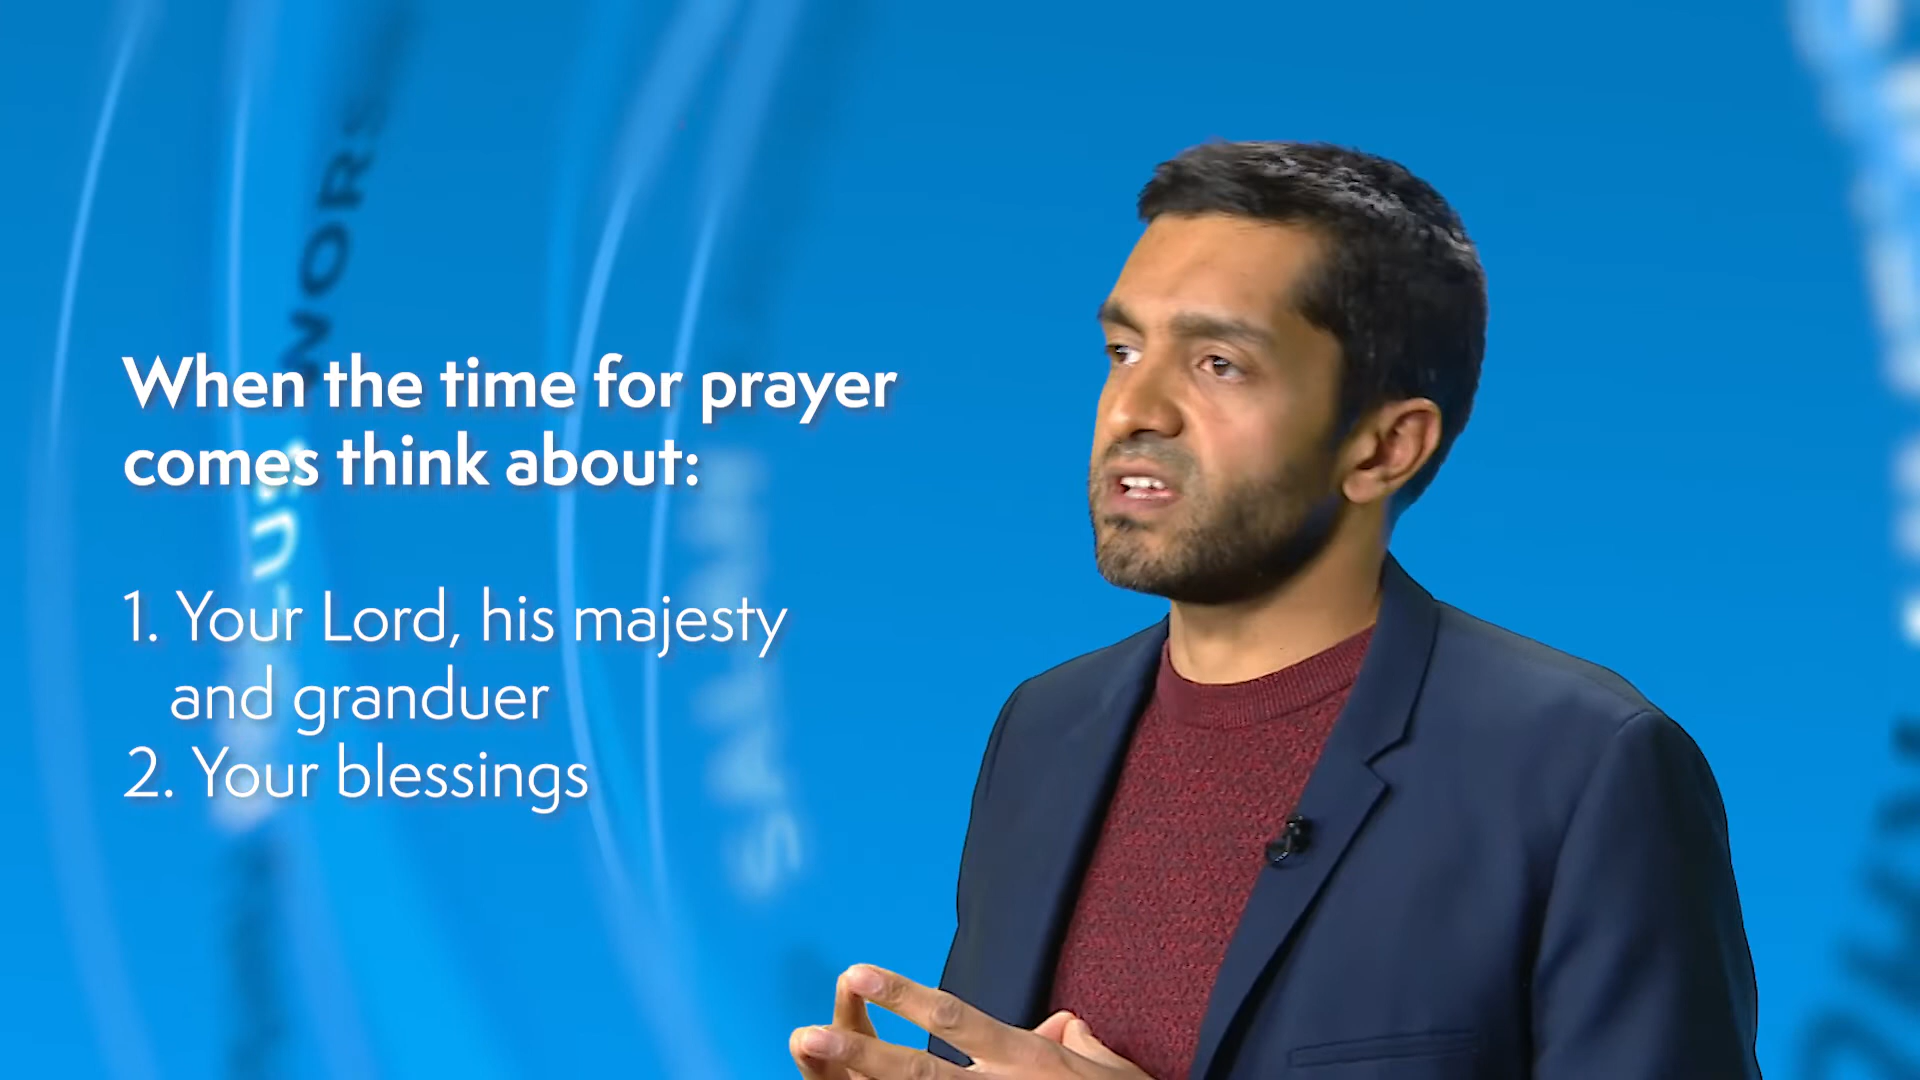 When the time for prayer
comes think about:
1. Your Lord, his majesty
and granduer
2. Your blessings